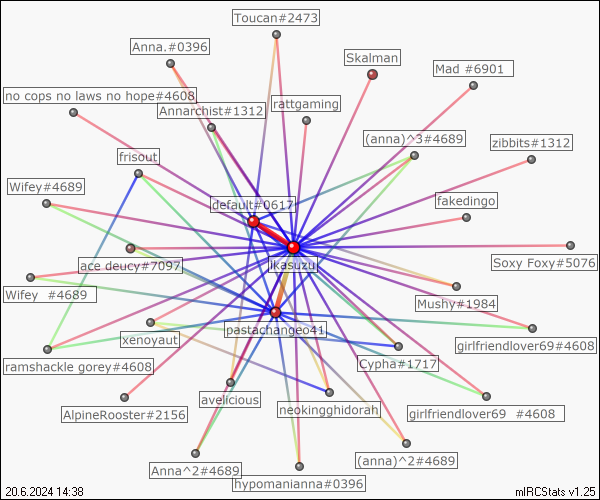 Toucan#2473
Anna.#0396
Skalman
Mad #6901
no cops no laws no hope#4608
Annarchist#1312
rattgaming
(anna)^3#4689
zibbits#1312
frisout
Wifey#4689
default#0617
fakedingo
ace deucy#7097
ikasuzu
Soxy Foxy#5076
Wifey  #4689
Mushy#1984
xenoyaut
pastachangeo41
girlfriendlover69#4608
ramshackle gorey#4608
Cypha#1717
AlpineRooster#2156
avelicious
neokingghidorah
girlfriendlover69  #4608
Anna^2#4689
(anna)^2#4689
hypomanianna#0396
20.6.2024 14:38
mIRCStats v1.25